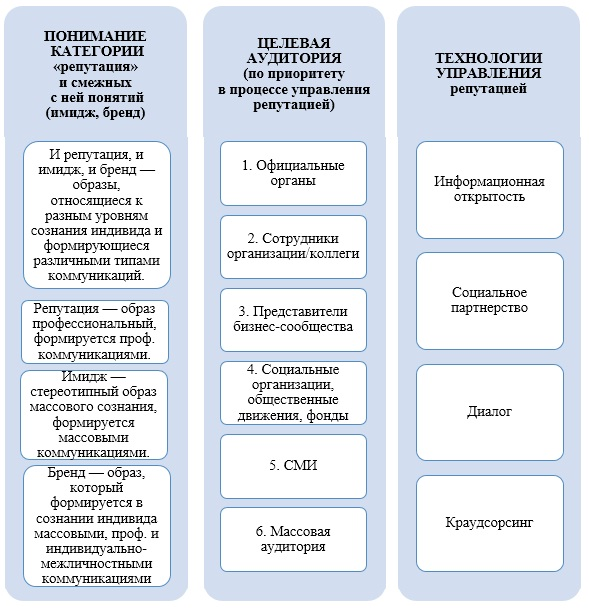 ПОНИМАНИЕ
КАТЕГОРИИ
«репутация»
и смежных
с ней понятий
(имидж, бренд)
И репутация, и
имидж, и бренд —
образы,
относящиеся к
разным уровням
сознания индивида и
формирующиеся
различными типами
коммуникаций.
Репутация — образ
профессиональный,
формируется проф.
коммуникациями.
Имидж —
стереотипный образ
массового сознания,
формируется
массовыми
коммуникациями.
Бренд — образ,
который
формируется в
сознании индивида
массовыми, проф. и
индивидуально-
межличностными
коммуникациями
ЦЕЛЕВАЯ
АУДИТОРИЯ
(по приоритету
в процессе управления
репутацией)
1. Официальные
органы
2. Сотрудники
организации/коллеги
3. Представители
бизнес-сообщества
4. Социальные
организации,
общественные
движения, фонды
5. СМИ
6. Массовая
аудитория
ТЕХНОЛОГИИ
УПРАВЛЕНИЯ
репутацией
Информационная
открытость
Социальное
партнерство
Диалог
Краудсорсинг